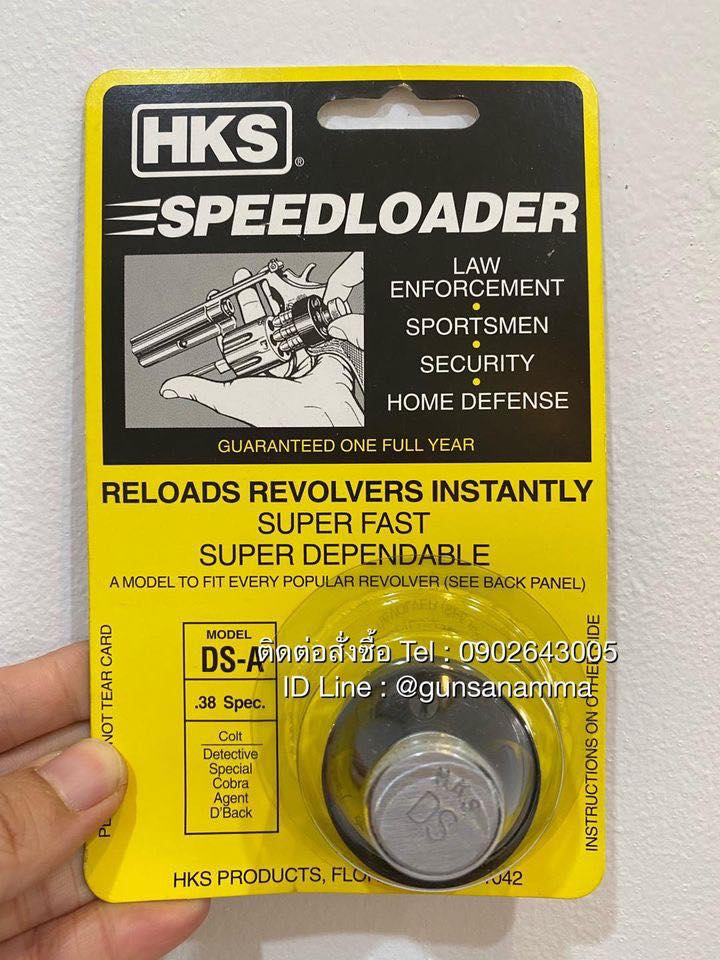 HKS ®
SPEEDLOADER
LAW
ENFORCEMENT
•
SPORTSMEN
•
SECURITY
•
HOME DEFENSE
GUARANTEED ONE FULL YEAR
RELOADS REVOLVERS INSTANTLY
SUPER FAST
SUPER DEPENDABLE
A MODEL TO FIT EVERY POPULAR REVOLVER (SEE BACK PANEL)
NOT TEAR CARD
MODEL
DS-A
.38 Spec.
Colt
Detective
Special
Cobra
Agent
D'Back
ติดต่อสั่งซื้อ Tel : 0902643005
ID Line : @gunsanamma
H.K.S
DS
INSTRUCTIONS ON
HKS PRODUCTS,